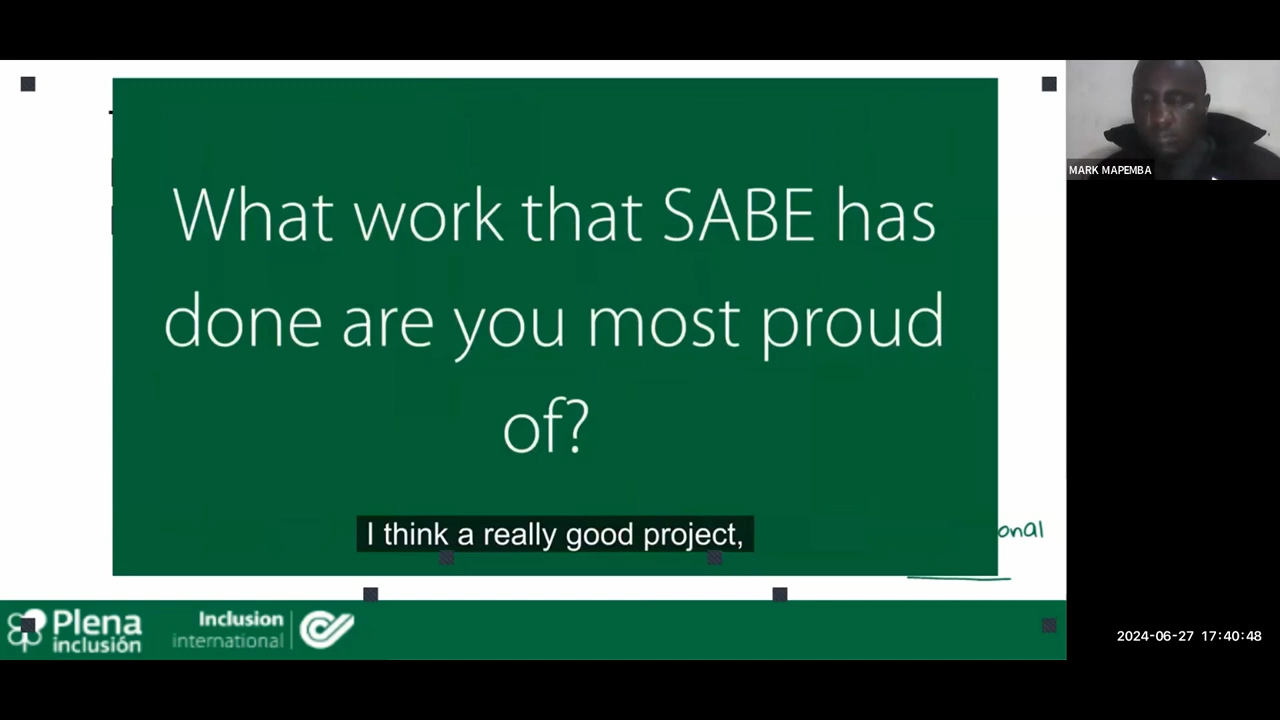 What work that SABE has
done are you most proud
of?
I think a really good project,
onal
Plena
inclusión
Inclusion
international
MARK MAPEMBA
2024-06-27 17:40:48